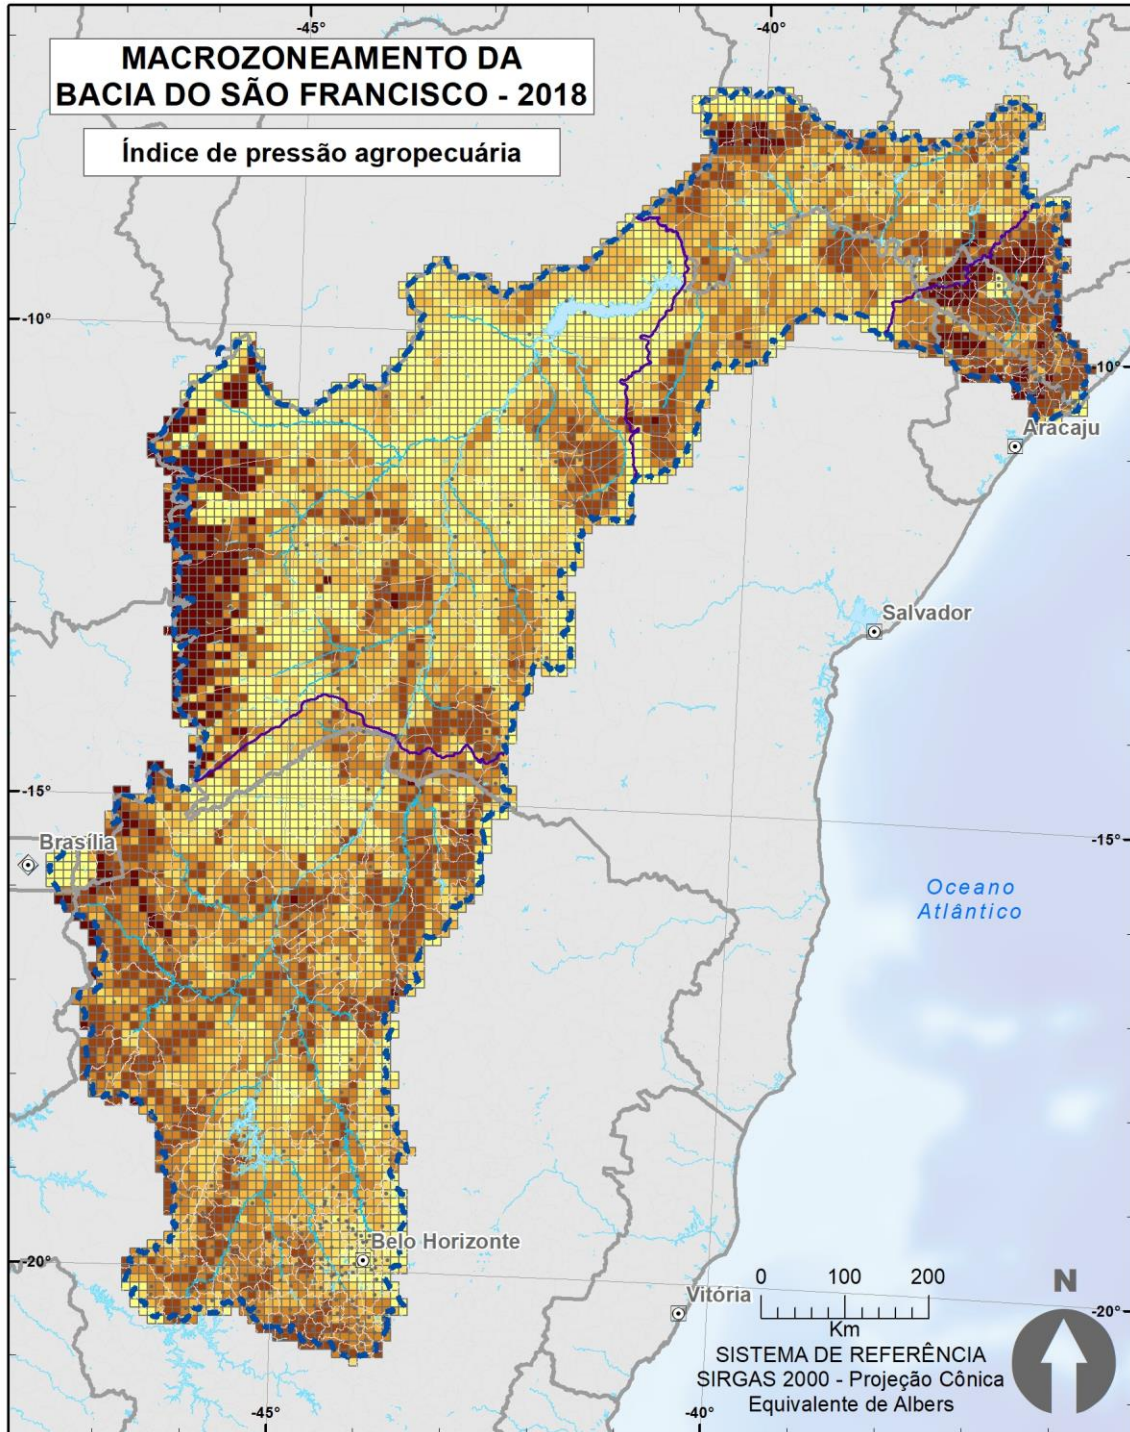 -45°
-40°
MACROZONEAMENTO DA
BACIA DO SÃO FRANCISCO - 2018
Índice de pressão agropecuária
-10°
-10°
Aracaju
Salvador
-15°
-15°
Brasília
Oceano
Atlântico
Belo Horizonte
-20°
Vitória
0 100 200
Km
N
-20°
SISTEMA DE REFERÊNCIA
SIRGAS 2000 - Projeção Cônica
Equivalente de Albers
-45°
-40°